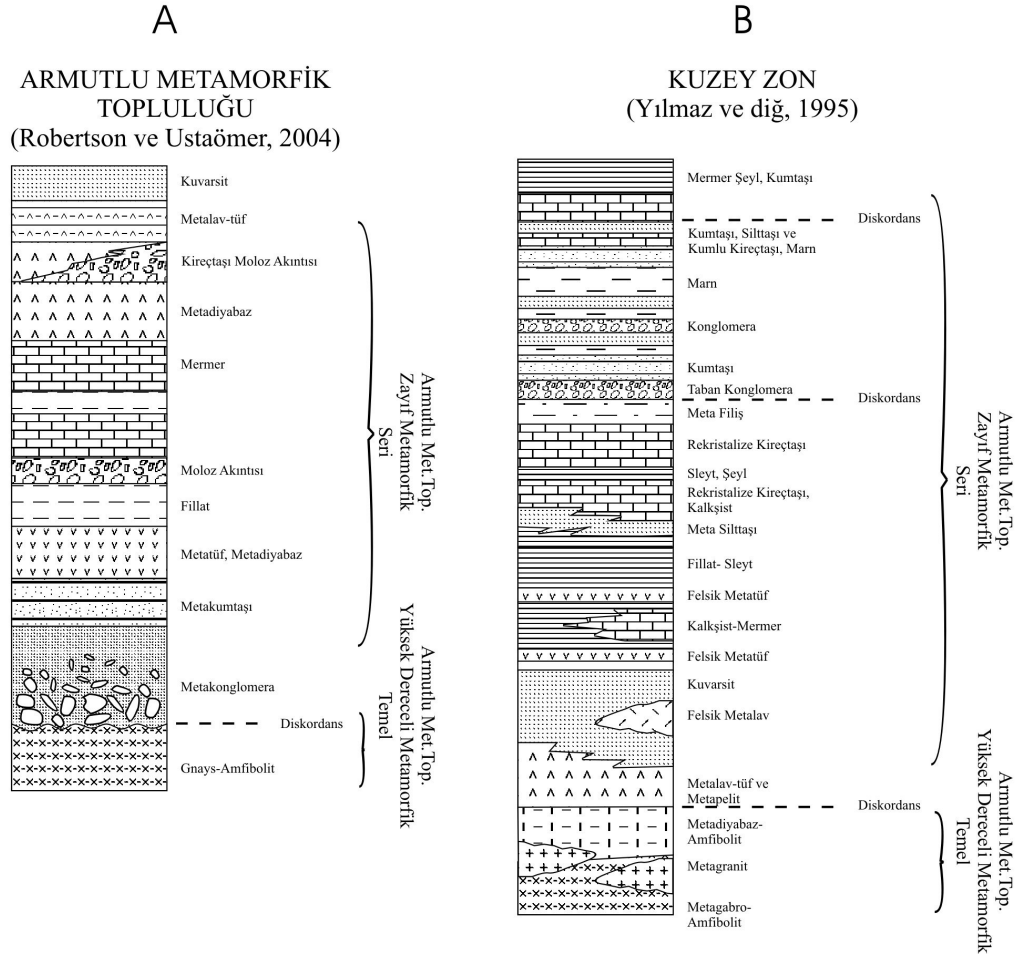 A
ARMUTLU METAMORFİK
TOPLULUĞU
(Robertson ve Ustaömer, 2004)
Kuvarsit
Metalav-tüf
Kireçtaşı Moloz Akıntısı
Metadiyabaz
Mermer
Moloz Akıntısı
Fillat
Metatüf, Metadiyabaz
Metakumtaşı
Metakonglomera
Diskordans
Gnays-Amfibolit
Armutlu Met.Top.
Zayıf Metamorfik
Seri
Armutlu Met.Top.
Yüksek Dereceli Metamorfik
Temel
B
KUZEY ZON
(Yılmaz ve diğ, 1995)
Mermer Şeyl, Kumtaşı
Diskordans
Kumtaşı, Silttaşı ve
Kumlu Kireçtaşı, Marn
Marn
Konglomera
Kumtaşı
Taban Konglomera
Diskordans
Meta Filiş
Rekristalize Kireçtaşı
Sleyt, Şeyl
Rekristalize Kireçtaşı,
Kalkşist
Meta Silttaşı
Fillat- Sleyt
Felsik Metatüf
Kalkşist-Mermer
Felsik Metatüf
Kuvarsit
Felsik Metalav
Metalav-tüf ve
Metapelit
Diskordans
Metadiyabaz-
Amfibolit
Metagranit
Metagabro-
Amfibolit
Armutlu Met.Top.
Zayıf Metamorfik
Seri
Armutlu Met.Top.
Yüksek Dereceli Metamorfik
Temel